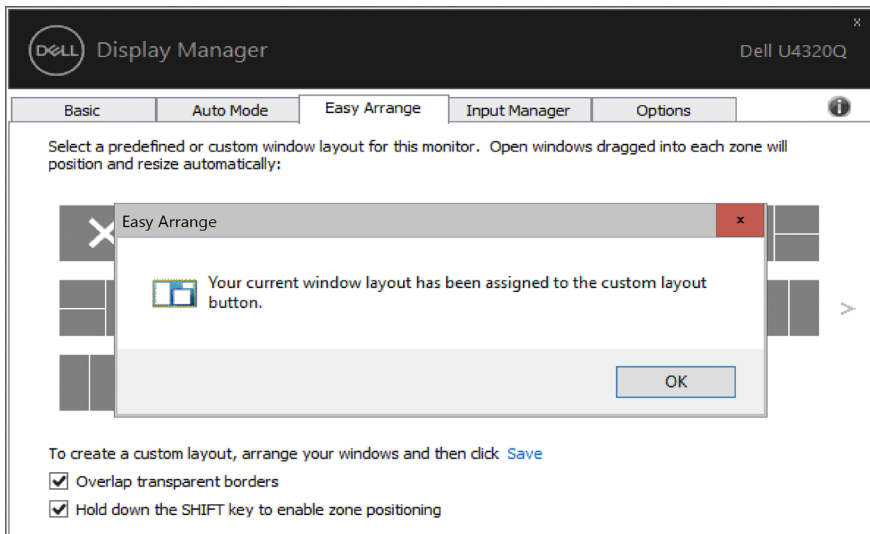 x
DELL Display Manager Dell U4320Q
Basic Auto Mode Easy Arrange Input Manager Options i
Select a predefined or custom window layout for this monitor. Open windows dragged into each zone will
position and resize automatically:
Easy Arrange x
Your current window layout has been assigned to the custom layout
button.
>
OK
To create a custom layout, arrange your windows and then click Save
Overlap transparent borders
Hold down the SHIFT key to enable zone positioning